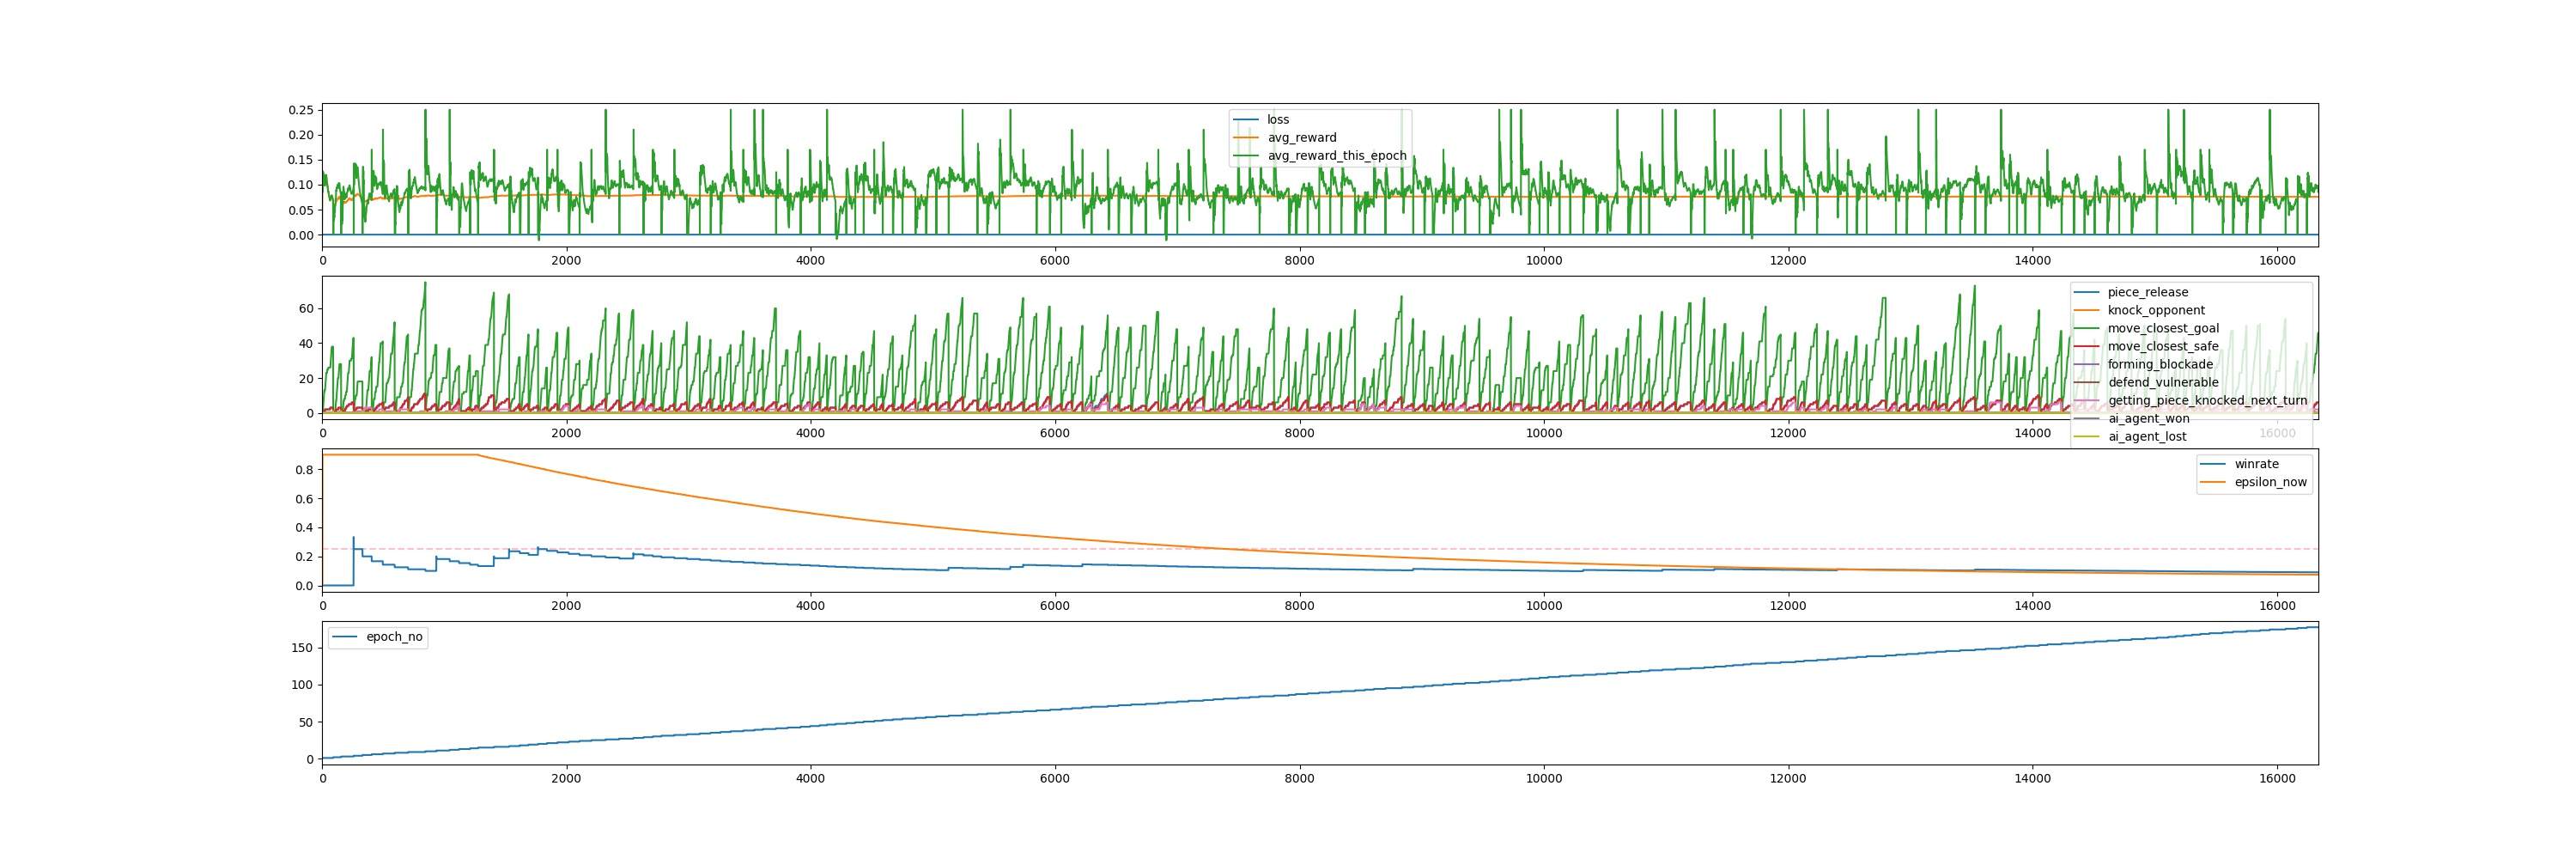 0.25
0.20
0.15
0.10
0.05
0.00
loss
avg_reward
avg_reward_this_epoch
0 2000 4000 6000 8000 10000 12000 14000 16000
60
40
20
0
piece_release
knock_opponent
move_closest_goal
move_closest_safe
forming_blockade
defend_vulnerable
getting_piece_knocked_next_turn
ai_agent_won
ai_agent_lost
0 2000 4000 6000 8000 10000 12000 14000 16000
0.8
0.6
0.4
0.2
0.0
winrate
epsilon_now
0 2000 4000 6000 8000 10000 12000 14000 16000
150
100
50
0
epoch_no
0 2000 4000 6000 8000 10000 12000 14000 16000